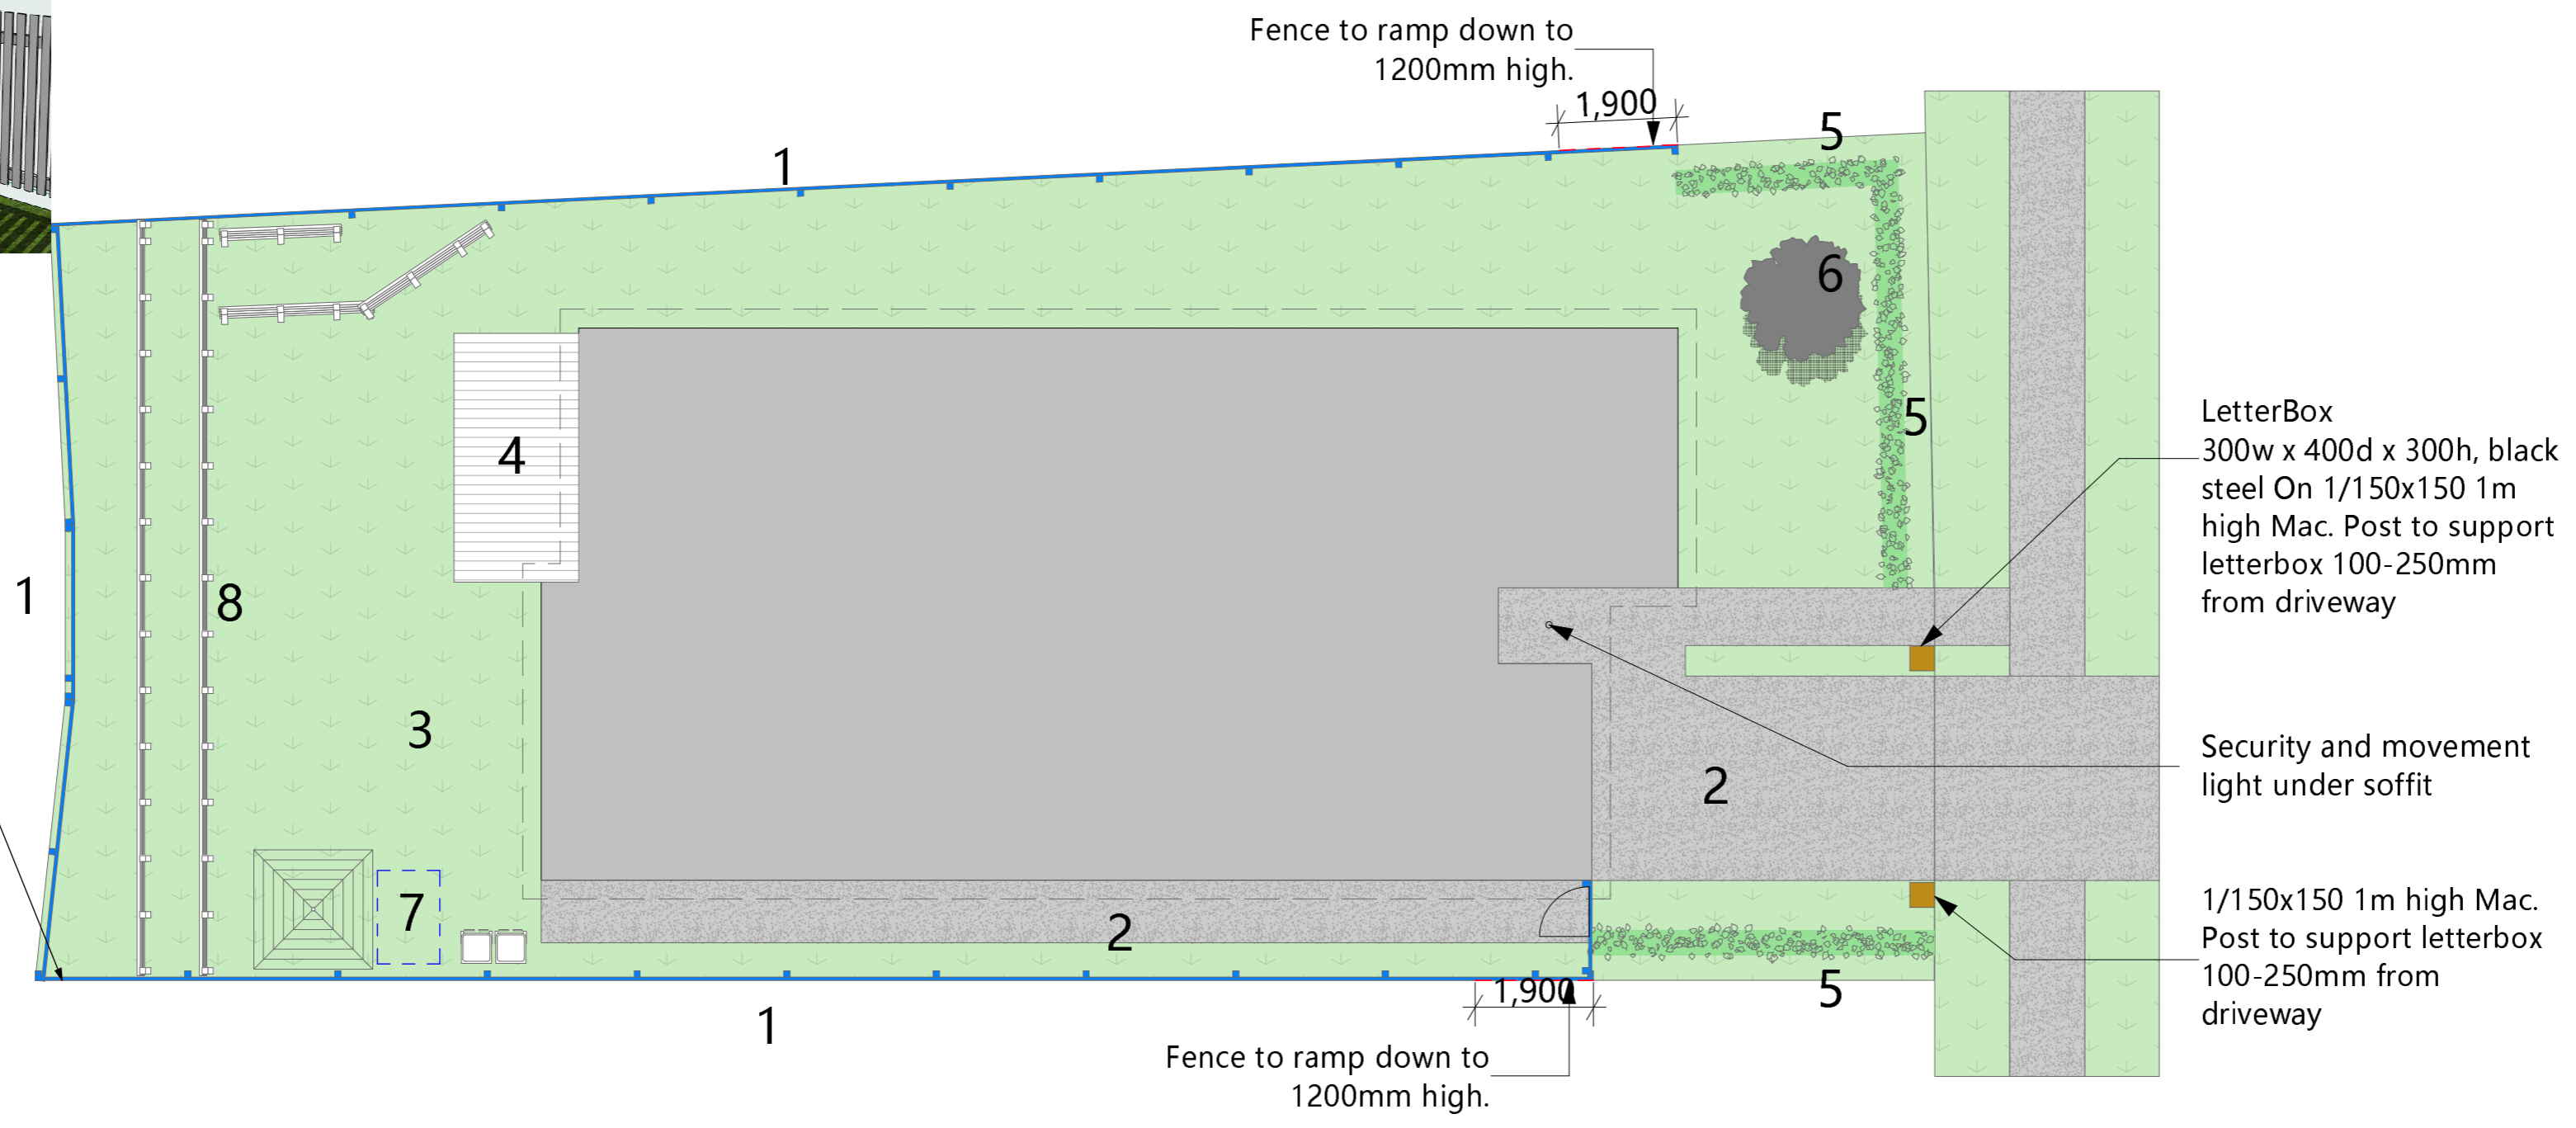 Fence to ramp down to
1200mm high.
1,900
5
1
6
5
LetterBox
300w x 400d x 300h, black
steel On 1/150x150 1m
high Mac. Post to support
letterbox 100-250mm
from driveway
4
1
8
3
2
Security and movement
light under soffit
7
2
1/150x150 1m high Mac.
Post to support letterbox
100-250mm from
driveway
5
1,900
1
Fence to ramp down to
1200mm high.